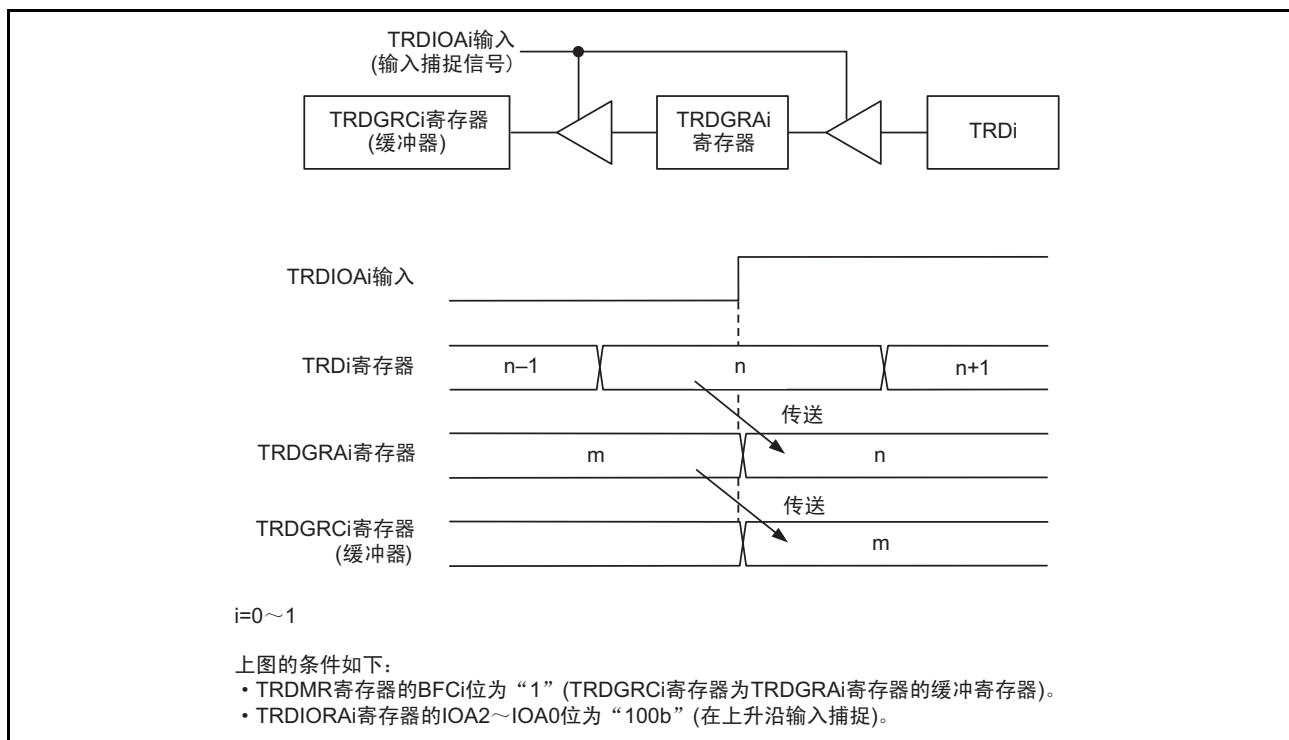 TRDIOAi输入
(输入捕捉信号)
TRDGRCi寄存器
(缓冲器)
TRDGRAi
寄存器
TRDi
TRDIOAi输入
TRDi寄存器
n–1
n
n+1
传送
TRDGRAi寄存器
m
n
传送
TRDGRCi寄存器
(缓冲器)
m
i=0～1
上图的条件如下：
・TRDMR寄存器的BFCi位为“1”(TRDGRCi寄存器为TRDGRAi寄存器的缓冲寄存器)。
・TRDIORAi寄存器的IOA2～IOA0位为“100b”(在上升沿输入捕捉)。